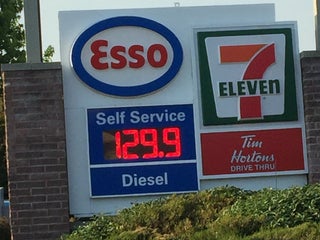 Esso
7
ELEVEN
Self Service
129.9
Diesel
Tim
Hortons
DRIVE THRU